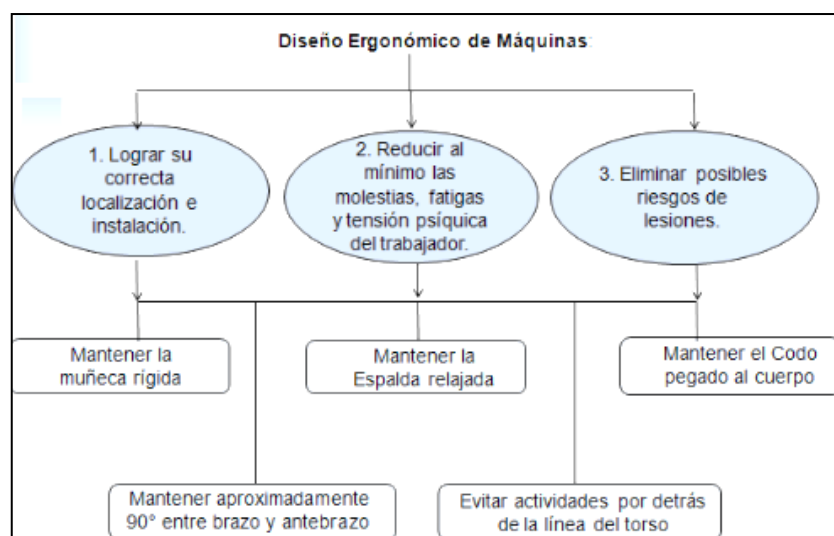 Diseño Ergonómico de Máquinas:
1. Lograr su
correcta
localización e
instalación.
2. Reducir al
mínimo las
molestias, fatigas
y tensión psíquica
del trabajador.
3. Eliminar posibles
riesgos de
lesiones.
Mantener la
muñeca rígida
Mantener la
Espalda relajada
Mantener el Codo
pegado al cuerpo
Mantener aproximadamente
90° entre brazo y antebrazo
Evitar actividades por detrás
de la línea del torso